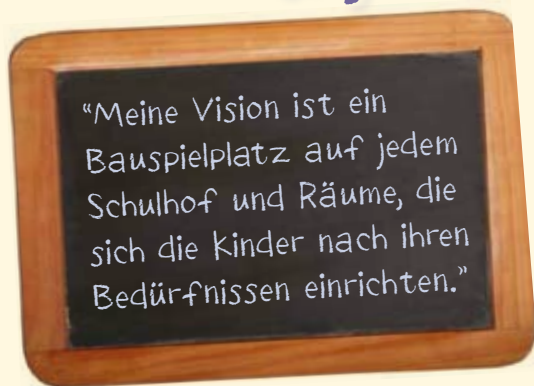 “Meine Vision ist ein
Bauspielplatz auf jedem
Schulhof und Räume, die
sich die Kinder nach ihren
Bedürfnissen einrichten.”